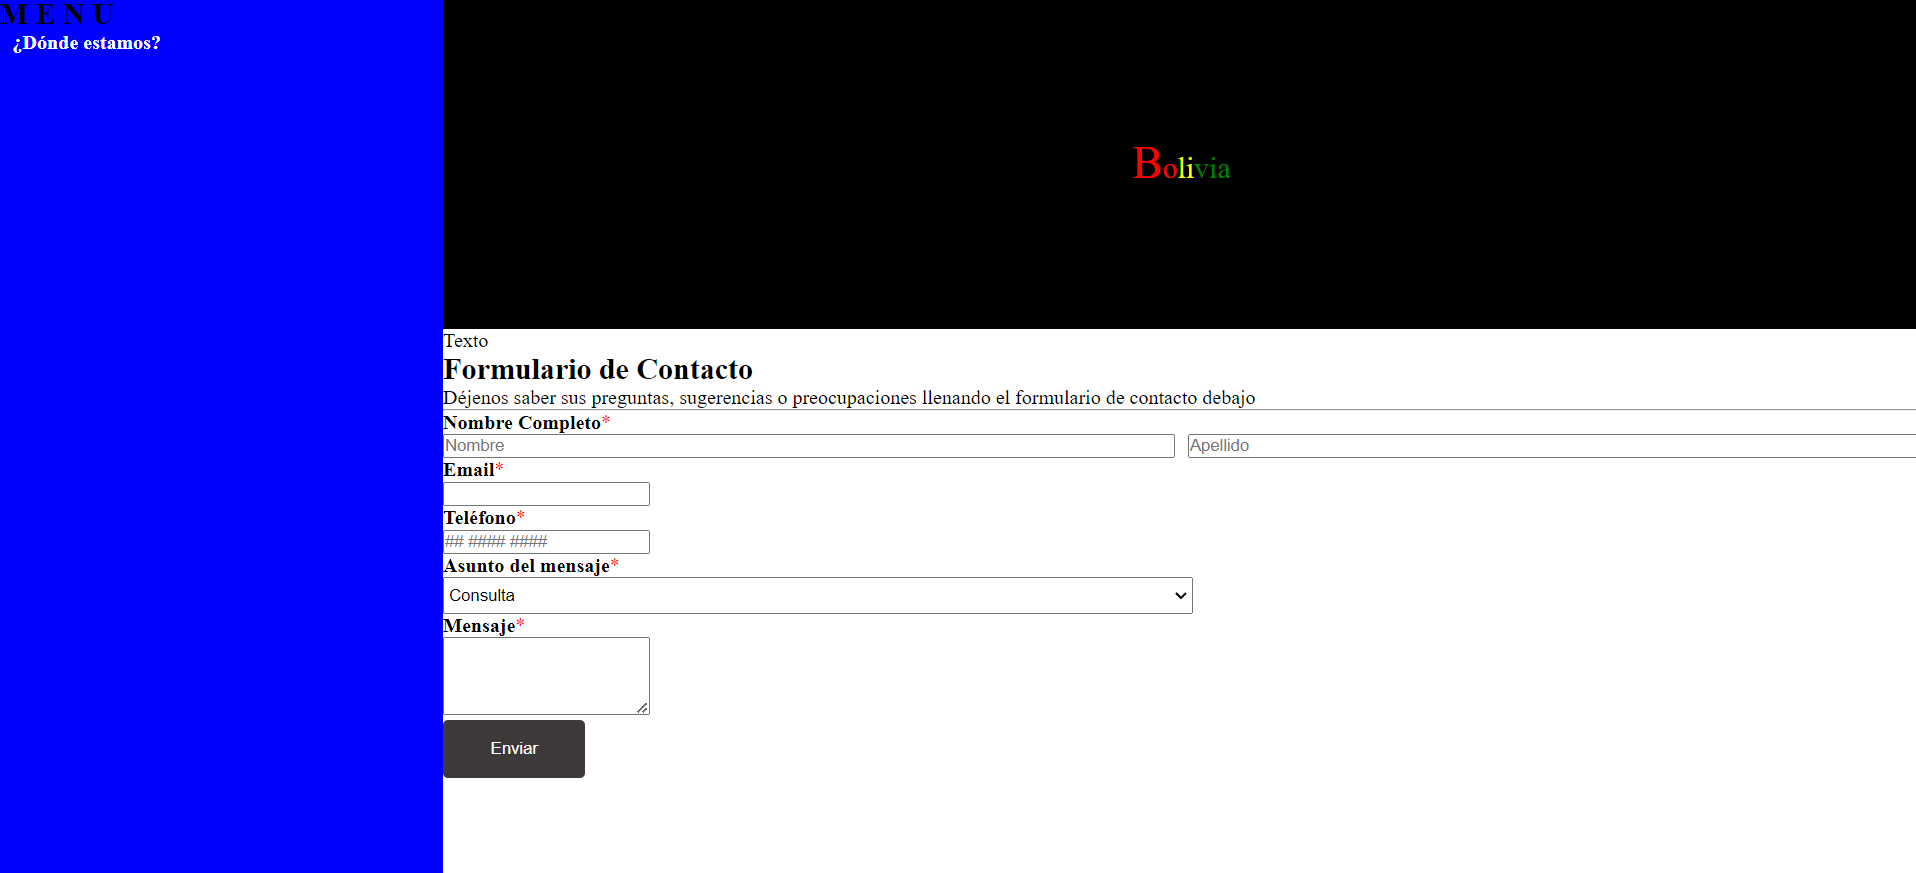 M E N U
¿Dónde estamos?
Bolivia
Texto
Formulario de Contacto
Déjenos saber sus preguntas, sugerencias o preocupaciones llenando el formulario de contacto debajo
Nombre Completo*
Nombre Apellido
Email*
Teléfono*
## #### ####
Asunto del mensaje*
Consulta
Mensaje*
Enviar